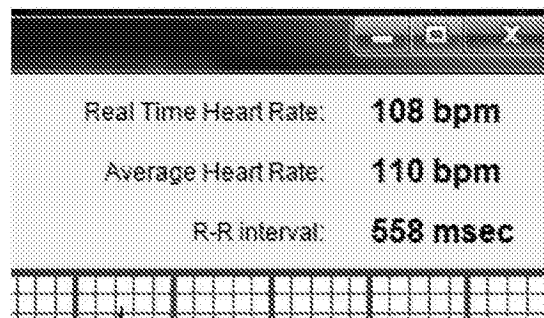 Real Time Heart Rate: 108 bpm
Average Heart Rate: 110 bpm
R-R interval: 558 msec